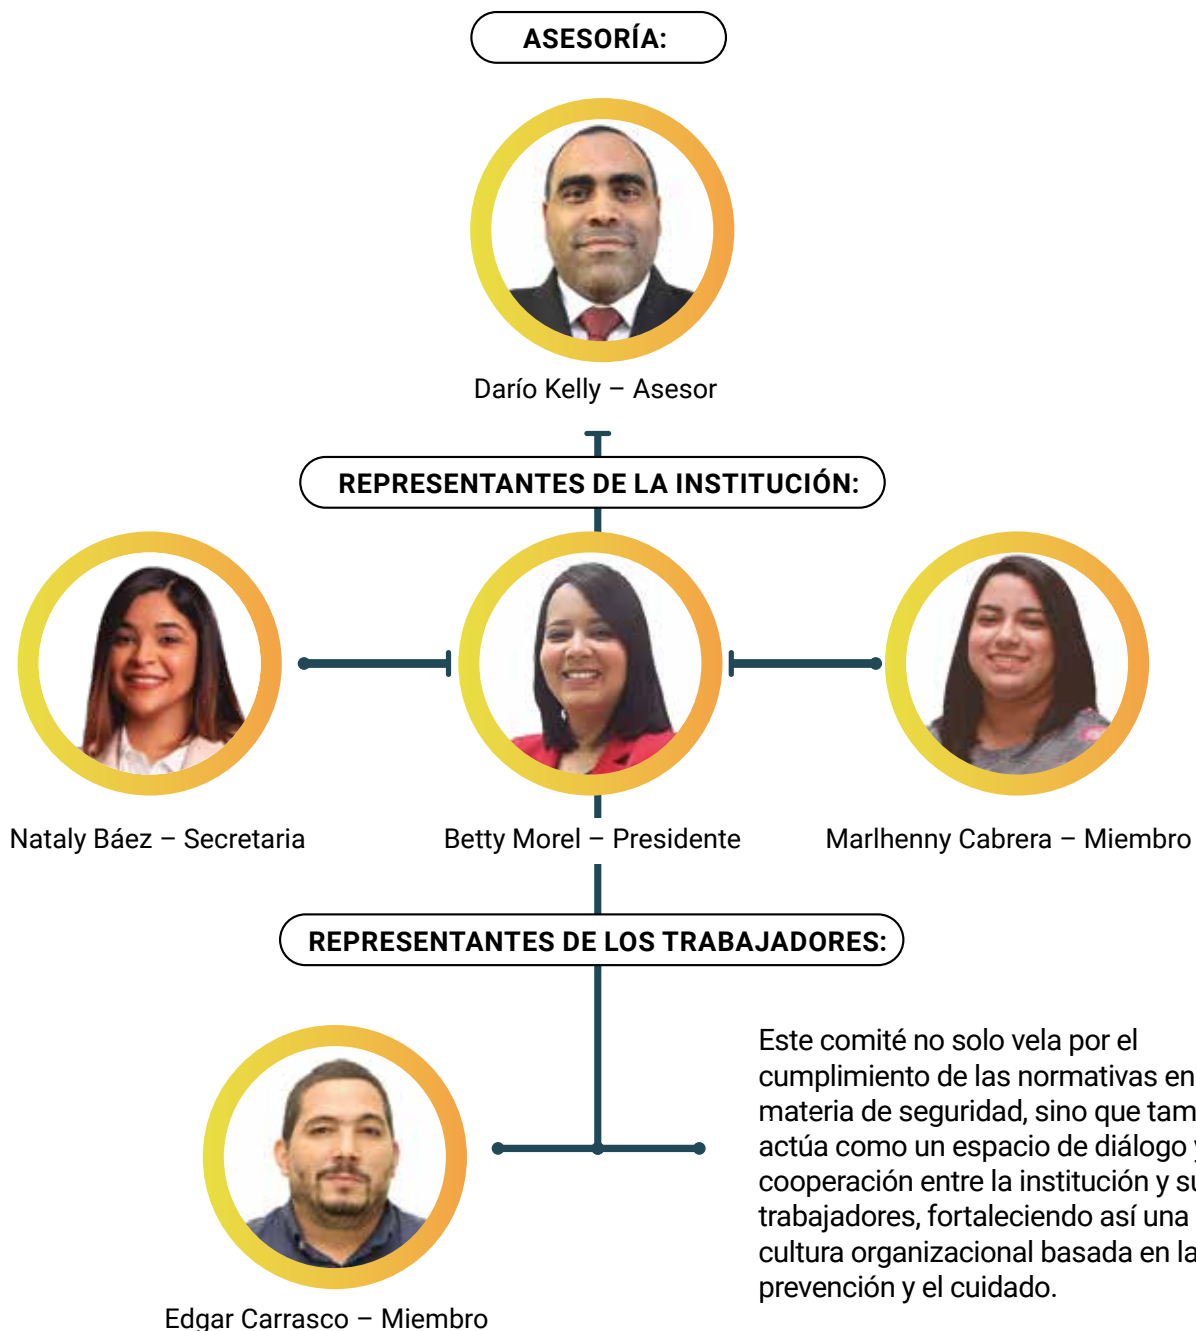 ASESORÍA:
Darío Kelly – Asesor
REPRESENTANTES DE LA INSTITUCIÓN:
Nataly Báez – Secretaria
Betty Morel – Presidente
Marlhenny Cabrera – Miembro
REPRESENTANTES DE LOS TRABAJADORES:
Edgar Carrasco – Miembro
Este comité no solo vela por el
cumplimiento de las normativas en
materia de seguridad, sino que tam
actúa como un espacio de diálogo
cooperación entre la institución y su
trabajadores, fortaleciendo así una
cultura organizacional basada en la
prevención y el cuidado.